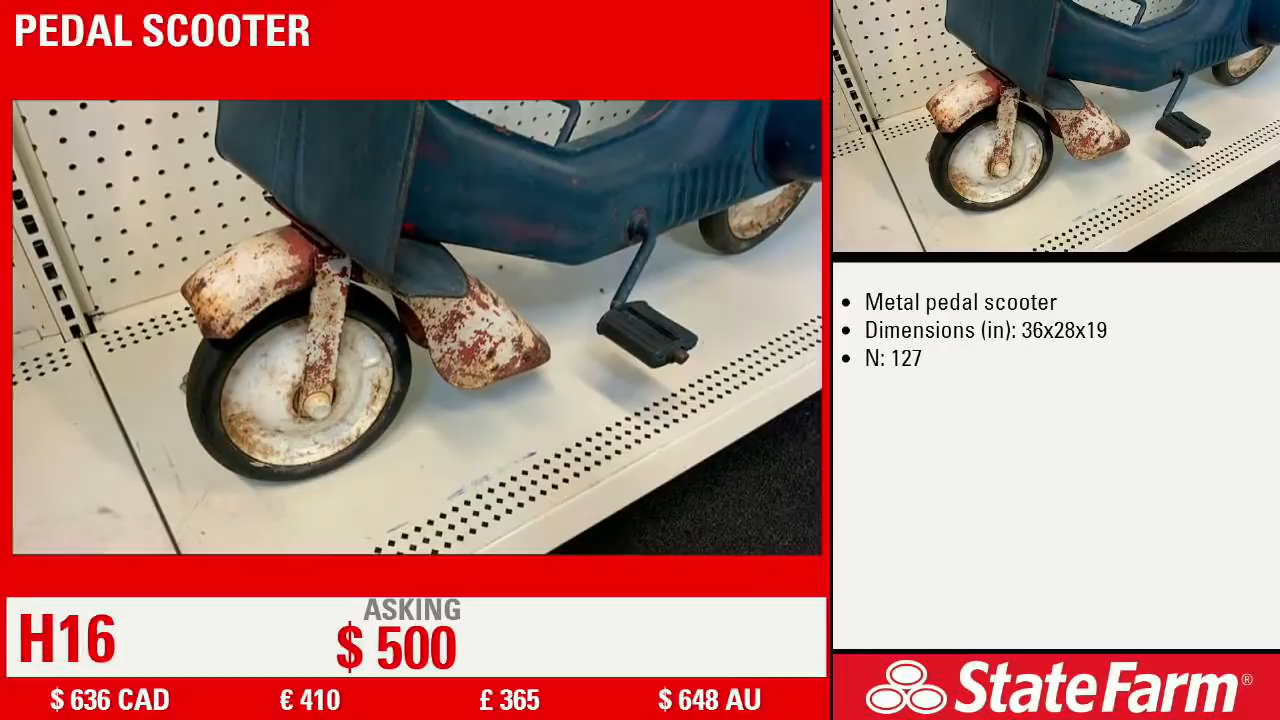 PEDAL SCOOTER
• Metal pedal scooter
• Dimensions (in): 36x28x19
• N: 127
H16
ASKING
$ 500
$ 636 CAD
€ 410
£ 365
$ 648 AU
StateFarm®